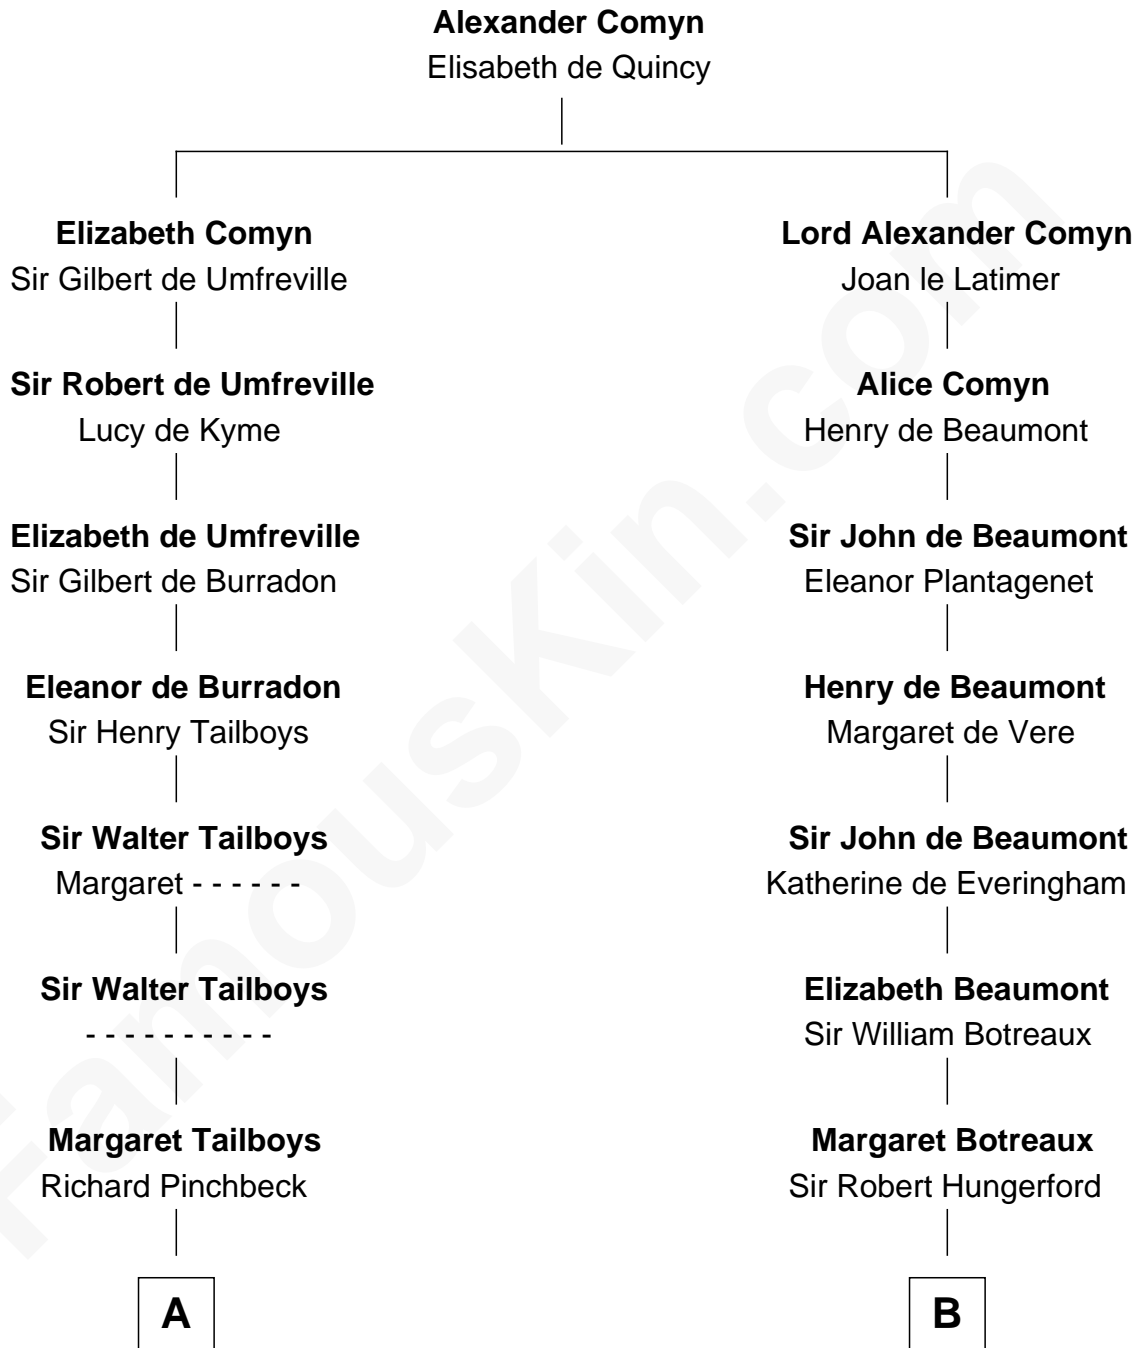 Alexander Comyn
Elisabeth de Quincy
Elizabeth Comyn
Sir Gilbert de Umfreville
Lord Alexander Comyn
Joan le Latimer
Sir Robert de Umfreville
Lucy de Kyme
Alice Comyn
Henry de Beaumont
Elizabeth de Umfreville
Sir Gilbert de Burradon
Sir John de Beaumont
Eleanor Plantagenet
Eleanor de Burradon
Sir Henry Tailboys
Henry de Beaumont
Margaret de Vere
Sir Walter Tailboys
Margaret - - - - - -
Sir John de Beaumont
Katherine de Everingham
Sir Walter Tailboys
- - - - - - - - - -
Elizabeth Beaumont
Sir William Botreaux
Margaret Tailboys
Richard Pinchbeck
Margaret Botreaux
Sir Robert Hungerford
A
B
FamousKin.com